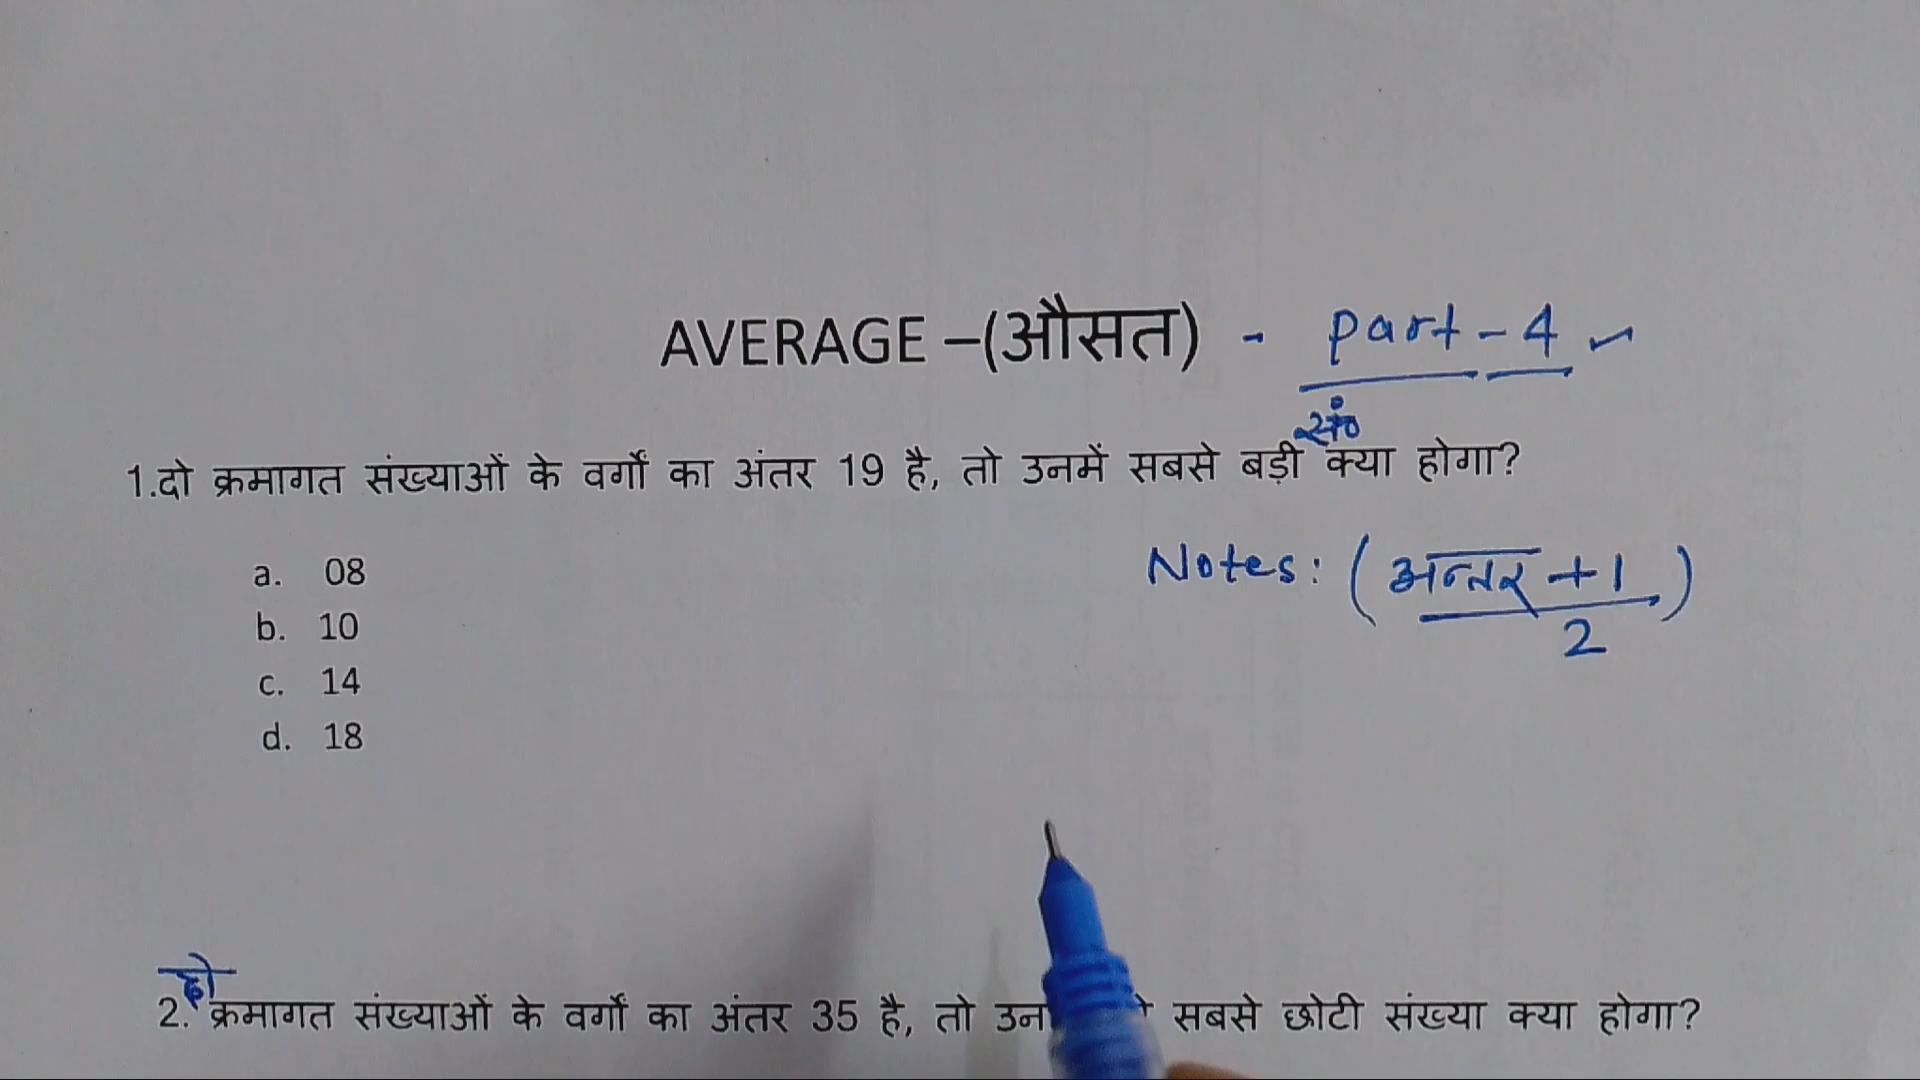 AVERAGE –(औसत) - part - 4
सं०
1.दो क्रमागत संख्याओं के वर्गों का अंतर 19 है, तो उनमें सबसे बड़ी क्या होगा?
a. 08
b. 10
c. 14
d. 18
Notes: (अन्तर +1 / 2)
दो
2. क्रमागत संख्याओं के वर्गों का अंतर 35 है, तो सबसे छोटी संख्या क्या होगा?